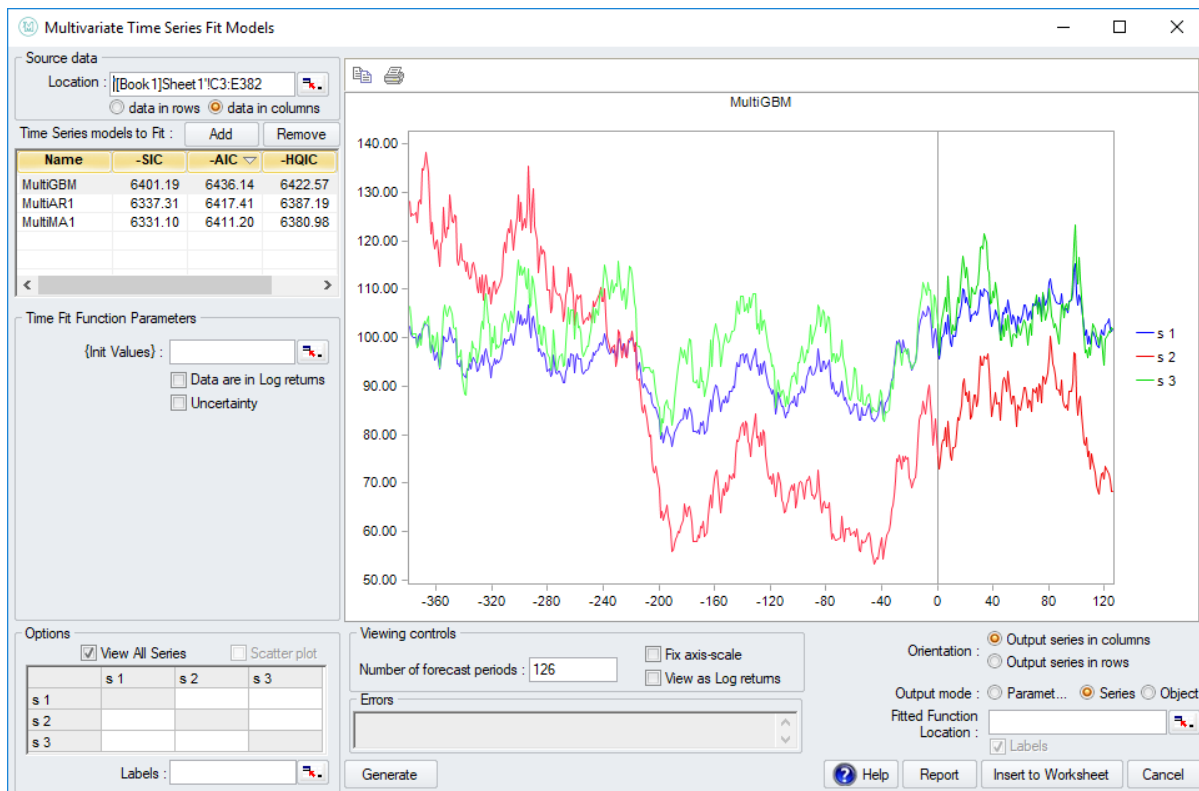 Multivariate Time Series Fit Models
Source data
Location : '[Book1]Sheet1'!C3:E382
data in rows data in columns
Time Series models to Fit : Add Remove
Name -SIC -AIC -HQIC
MultiGBM 6401.19 6436.14 6422.57
MultiAR1 6337.31 6417.41 6387.19
MultiMA1 6331.10 6411.20 6380.98
Time Fit Function Parameters
{Init Values} :
Data are in Log returns
Uncertainty
MultiGBM
140.00
130.00
120.00
110.00
100.00
90.00
80.00
70.00
60.00
50.00
-360 -320 -280 -240 -200 -160 -120 -80 -40 0 40 80 120
s 1
s 2
s 3
Options
View All Series Scatter plot
s 1 s 2 s 3
s 1
s 2
s 3
Labels :
Viewing controls
Number of forecast periods : 126
Fix axis-scale
View as Log returns
Errors
Generate
Orientation : Output series in columns
Output series in rows
Output mode : Paramet... Series Object
Fitted Function
Location :
Labels
Help Report Insert to Worksheet Cancel